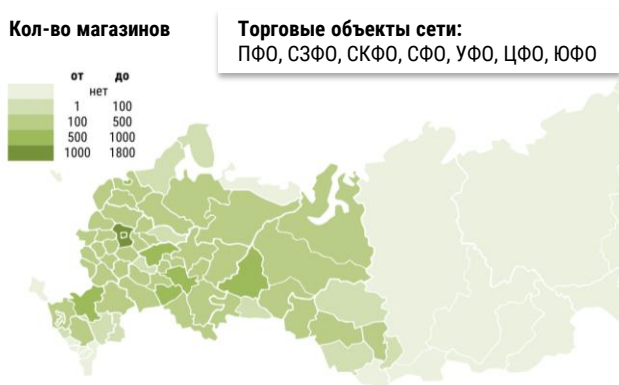 Кол-во магазинов
Торговые объекты сети:
ПФО, СЗФО, СКФО, СФО, УФО, ЦФО, ЮФО
от до
нет
1 100
100 500
500 1000
1000 1800